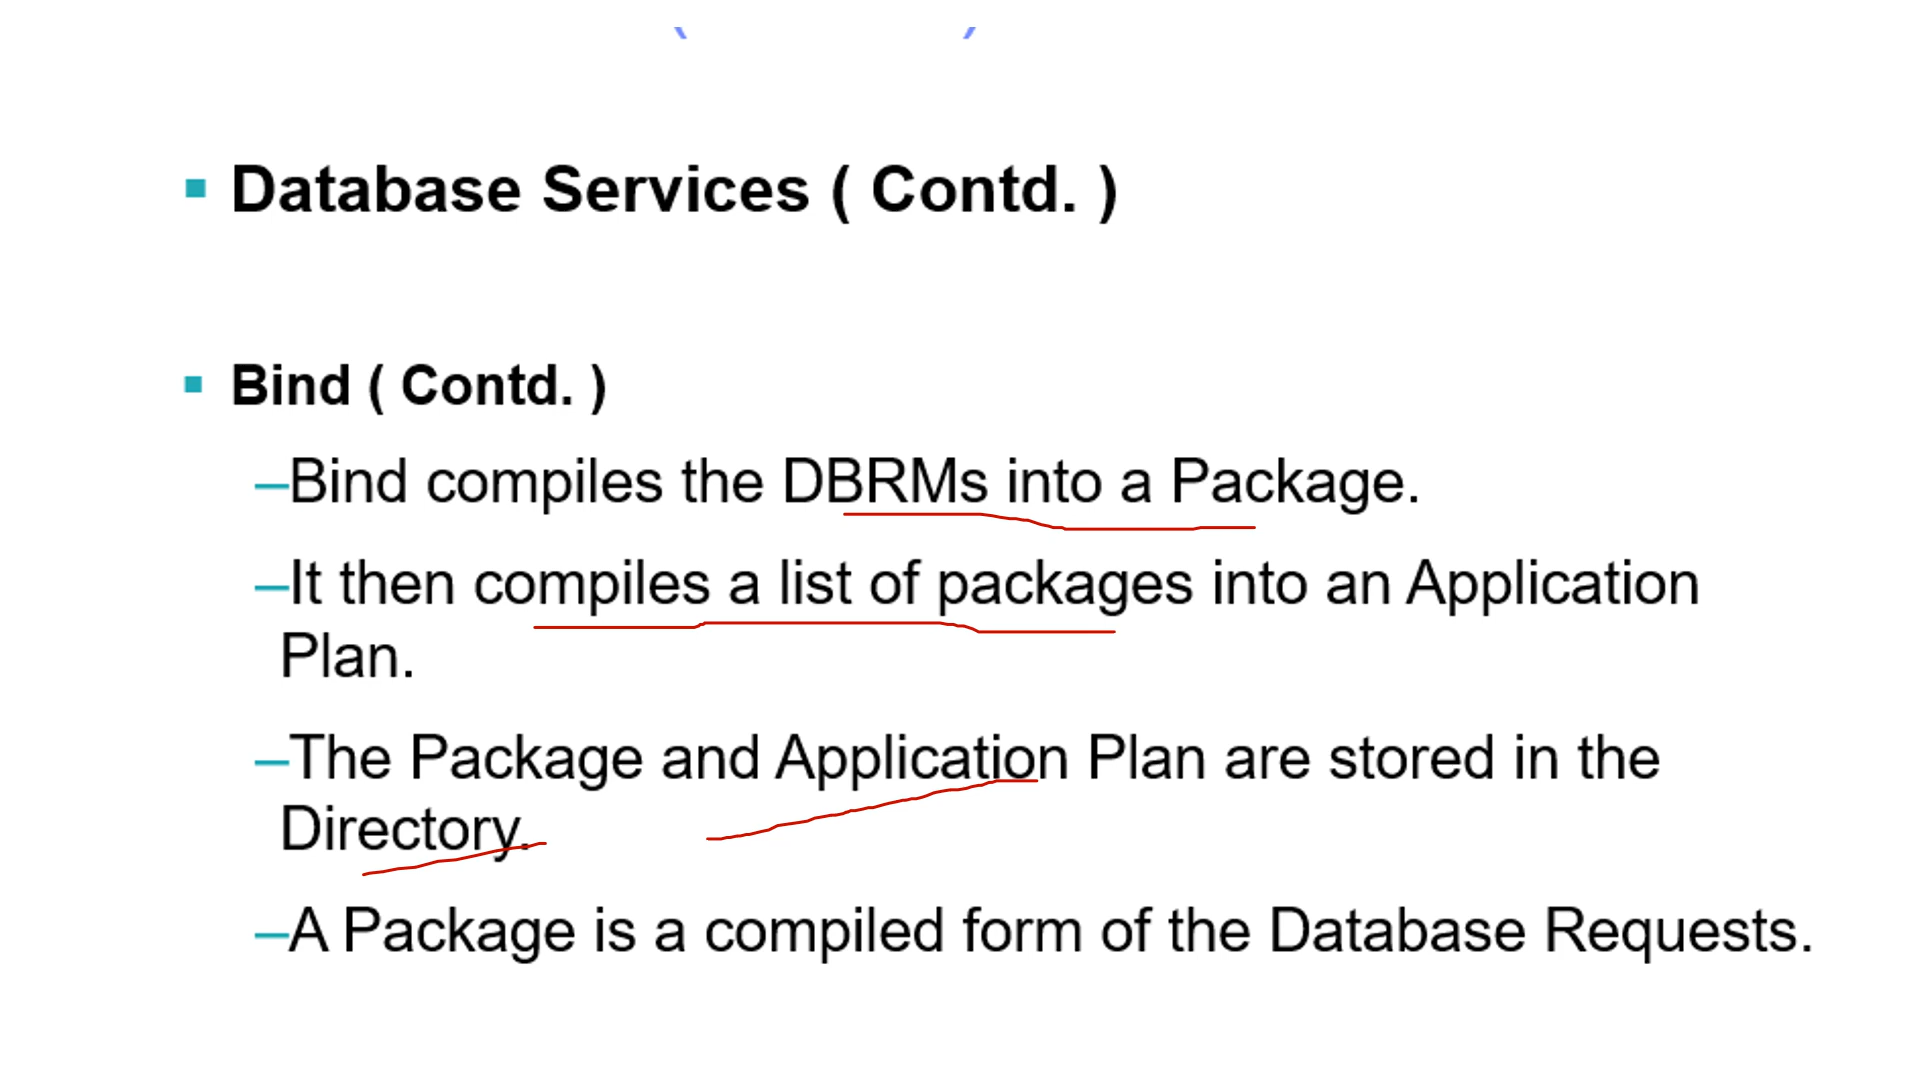 Database Services ( Contd. )
Bind ( Contd. )
–Bind compiles the DBRMs into a Package.
–It then compiles a list of packages into an Application
Plan.
–The Package and Application Plan are stored in the
Directory.
–A Package is a compiled form of the Database Requests.